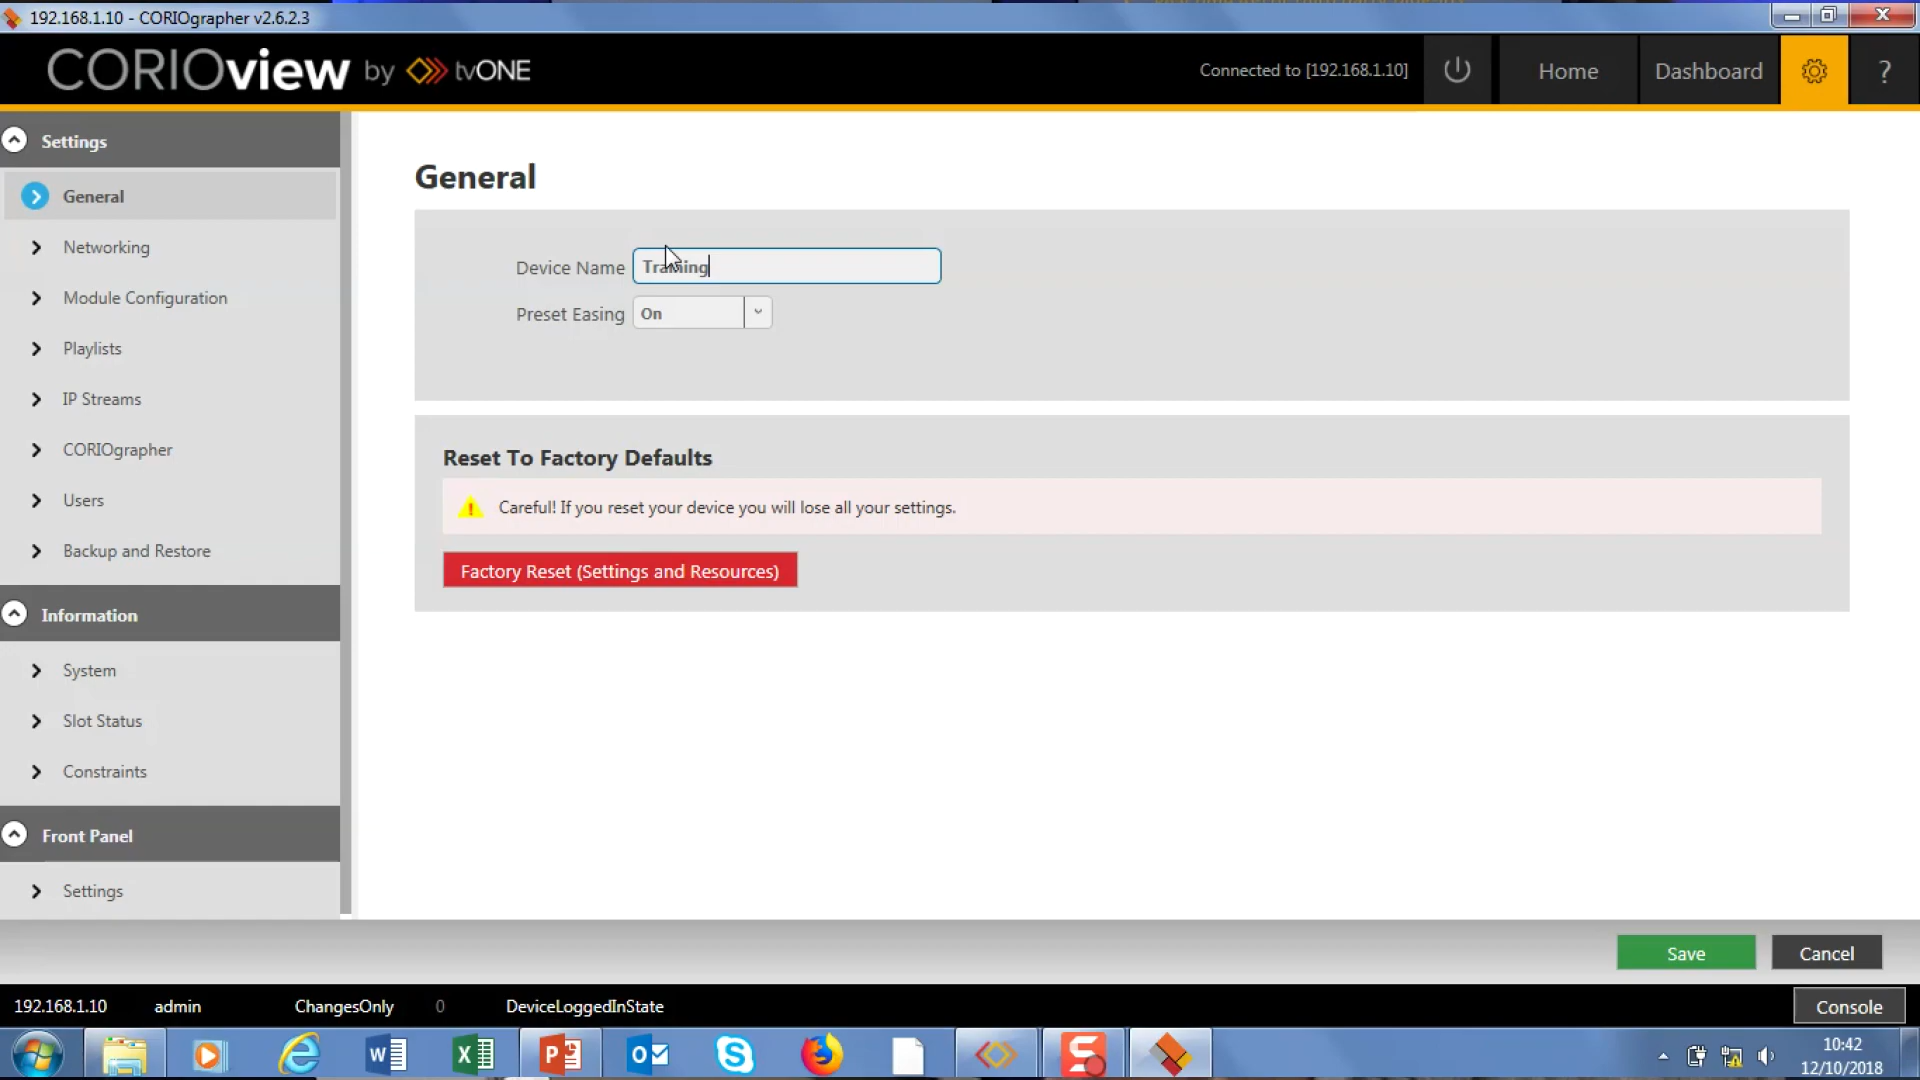 192.168.1.10 - CORIOgrapher v2.6.2.3
CORIOview by tvONE
Connected to [192.168.1.10]
Home
Dashboard
?
Settings
General
Networking
Module Configuration
Playlists
IP Streams
CORIOgrapher
Users
Backup and Restore
Information
System
Slot Status
Constraints
Front Panel
Settings
General
Device Name Training
Preset Easing On
Reset To Factory Defaults
Careful! If you reset your device you will lose all your settings.
Factory Reset (Settings and Resources)
Save
Cancel
192.168.1.10 admin ChangesOnly 0 DeviceLoggedInState
Console
10:42
12/10/2018